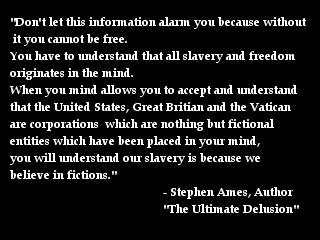 "Don't let this information alarm you because without
it you cannot be free.
You have to understand that all slavery and freedom
originates in the mind.
When you mind allows you to accept and understand
that the United States, Great Britian and the Vatican
are corporations which are nothing but fictional
entities which have been placed in your mind,
you will understand our slavery is because we
believe in fictions."
- Stephen Ames, Author
"The Ultimate Delusion"